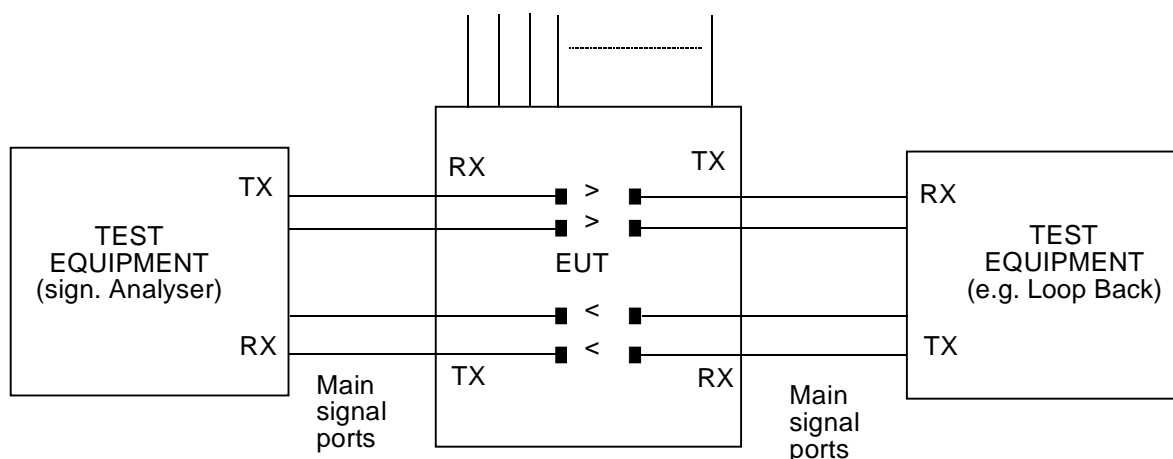 RX
TX
TX
>
RX
TEST
EQUIPMENT
(sign. Analyser)
>
TEST
EQUIPMENT
(e.g. Loop Back)
EUT
<
RX
<
TX
TX
RX
Main
signal
ports
Main
signal
ports